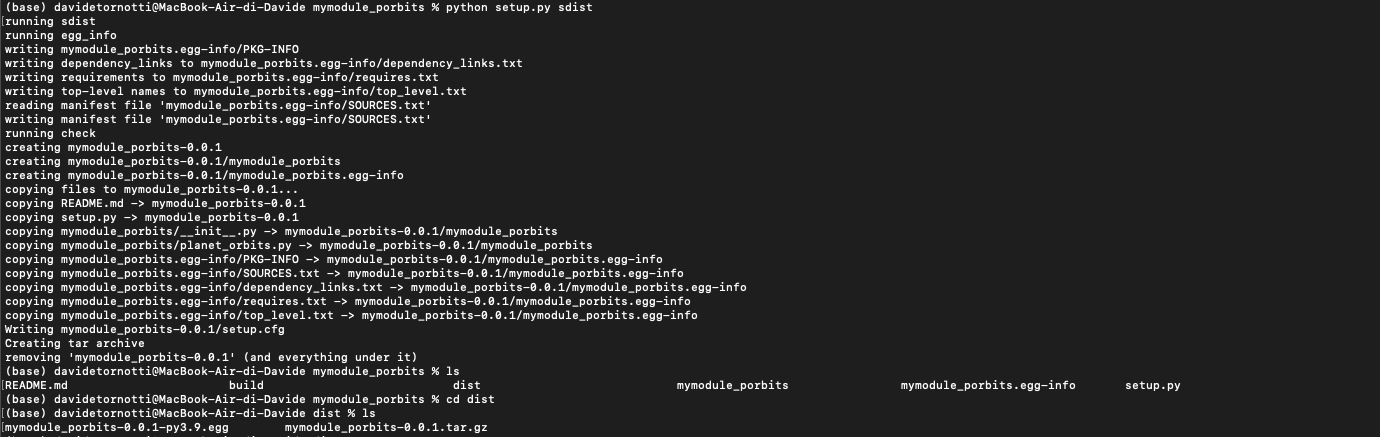 (base) davidetornotti@MacBook-Air-di-Davide mymodule_porbits % python setup.py sdist
[running sdist
running egg_info
writing mymodule_porbits.egg-info/PKG-INFO
writing dependency_links to mymodule_porbits.egg-info/dependency_links.txt
writing requirements to mymodule_porbits.egg-info/requires.txt
writing top-level names to mymodule_porbits.egg-info/top_level.txt
reading manifest file 'mymodule_porbits.egg-info/SOURCES.txt'
writing manifest file 'mymodule_porbits.egg-info/SOURCES.txt'
running check
creating mymodule_porbits-0.0.1
creating mymodule_porbits-0.0.1/mymodule_porbits
creating mymodule_porbits-0.0.1/mymodule_porbits.egg-info
copying files to mymodule_porbits-0.0.1...
copying README.md -> mymodule_porbits-0.0.1
copying setup.py -> mymodule_porbits-0.0.1
copying mymodule_porbits/__init__.py -> mymodule_porbits-0.0.1/mymodule_porbits
copying mymodule_porbits/planet_orbits.py -> mymodule_porbits-0.0.1/mymodule_porbits
copying mymodule_porbits.egg-info/PKG-INFO -> mymodule_porbits-0.0.1/mymodule_porbits.egg-info
copying mymodule_porbits.egg-info/SOURCES.txt -> mymodule_porbits-0.0.1/mymodule_porbits.egg-info
copying mymodule_porbits.egg-info/dependency_links.txt -> mymodule_porbits-0.0.1/mymodule_porbits.egg-info
copying mymodule_porbits.egg-info/requires.txt -> mymodule_porbits-0.0.1/mymodule_porbits.egg-info
copying mymodule_porbits.egg-info/top_level.txt -> mymodule_porbits-0.0.1/mymodule_porbits.egg-info
Writing mymodule_porbits-0.0.1/setup.cfg
Creating tar archive
removing 'mymodule_porbits-0.0.1' (and everything under it)
(base) davidetornotti@MacBook-Air-di-Davide mymodule_porbits % ls
[README.md build dist mymodule_porbits mymodule_porbits.egg-info setup.py
(base) davidetornotti@MacBook-Air-di-Davide mymodule_porbits % cd dist
[(base) davidetornotti@MacBook-Air-di-Davide dist % ls
[mymodule_porbits-0.0.1-py3.9.egg mymodule_porbits-0.0.1.tar.gz